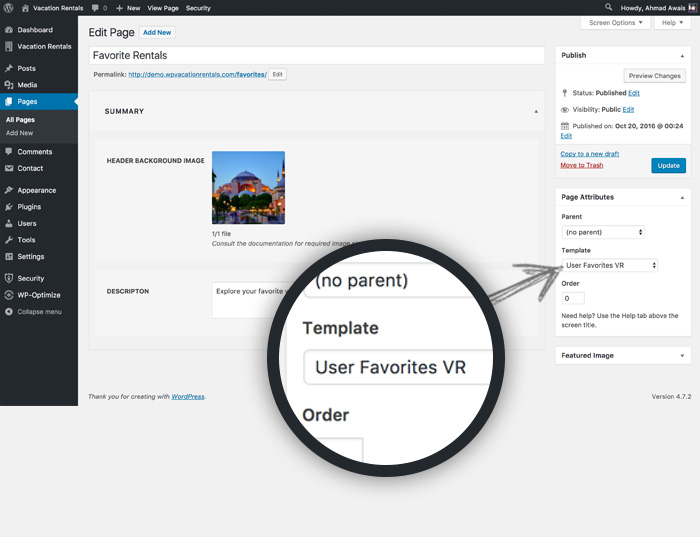 Vacation Rentals 0 New View Page Security Howdy, Ahmad Awais
Dashboard
Vacation Rentals
Posts
Media
Pages
All Pages
Add New
Comments
Contact
Appearance
Plugins
Users
Tools
Settings
Security
WP-Optimize
Collapse menu
Screen Options Help
Edit Page Add New
Favorite Rentals
Permalink: http://demo.wpvacationrentals.com/favorites/ Edit
SUMMARY
HEADER BACKGROUND IMAGE
1/1 file
Consult the documentation for required image
DESCRIPTON
Explore your favorite
Publish
Preview Changes
Status: Published Edit
Visibility: Public Edit
Published on: Oct 20, 2016 @ 00:24
Edit
Copy to a new draft
Move to Trash Update
Page Attributes
Parent
(no parent)
Template
User Favorites VR
Order
0
Need help? Use the Help tab above the
screen title.
Featured Image
(no parent)
Template
User Favorites VR
Order
Thank you for creating with WordPress. Version 4.7.2